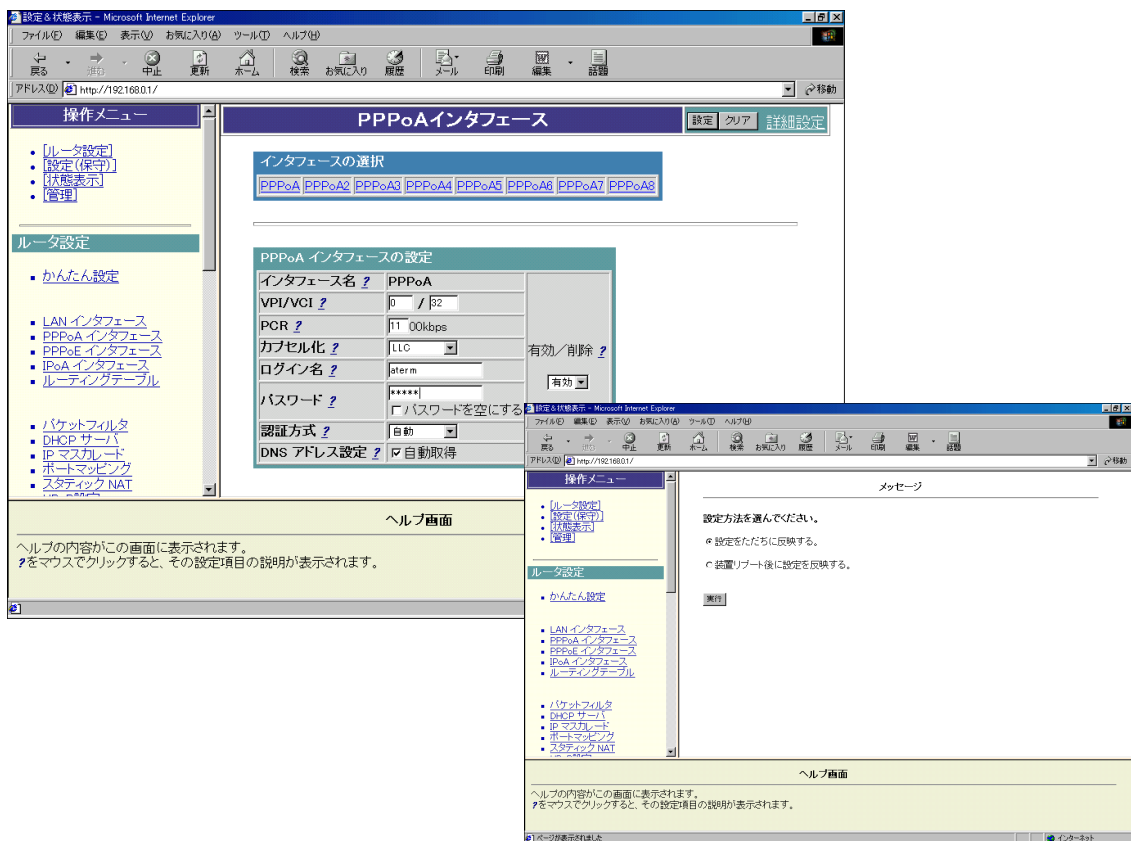 設定&状態表示 - Microsoft Internet Explorer
ファイル(F) 編集(E) 表示(V) お気に入り(A) ツール(T) ヘルプ(H)
戻る 進む 中止 更新 ホーム 検索 お気に入り 履歴 メール 印刷 編集 話題
アドレス(D) http://192.168.0.1/ 移動
操作メニュー
[ルータ設定]
[設定(保守)]
[状態表示]
[管理]
ルータ設定
かんたん設定
LAN インタフェース
PPPoA インタフェース
PPPoE インタフェース
IPoA インタフェース
ルーティングテーブル
パケットフィルタ
DHCP サーバ
IP マスカレード
ポートマッピング
スタティック NAT
PPPoAインタフェース 設定 クリア 詳細設定
インタフェースの選択
PPPoA PPPoA2 PPPoA3 PPPoA4 PPPoA5 PPPoA6 PPPoA7 PPPoA8
PPPoA インタフェースの設定
インタフェース名 ? PPPoA
VPI/VCI ? 0 / 32
PCR ? 11 00kbps
カプセル化 ? LLC
ログイン名 ? aterm
パスワード ? *****
パスワードを空にする
認証方式 ? 自動
DNS アドレス設定 ? 自動取得
有効/削除 ?
有効
ヘルプ画面
ヘルプの内容がこの画面に表示されます。
?をマウスでクリックすると、その設定項目の説明が表示されます。
設定&状態表示 - Microsoft Internet Explorer
ファイル(F) 編集(E) 表示(V) お気に入り(A) ツール(T) ヘルプ(H)
戻る 進む 中止 更新 ホーム 検索 お気に入り 履歴 メール 印刷 編集 話題
アドレス(D) http://192.168.0.1/ 移動
操作メニュー
[ルータ設定]
[設定(保守)]
[状態表示]
[管理]
ルータ設定
かんたん設定
LAN インタフェース
PPPoA インタフェース
PPPoE インタフェース
IPoA インタフェース
ルーティングテーブル
パケットフィルタ
DHCP サーバ
IP マスカレード
ポートマッピング
スタティック NAT
メッセージ
設定方法を選んでください。
設定をただちに反映する。
装置リブート後に設定を反映する。
実行
ヘルプ画面
ヘルプの内容がこの画面に表示されます。
?をマウスでクリックすると、その設定項目の説明が表示されます。
ページが表示されました インターネット